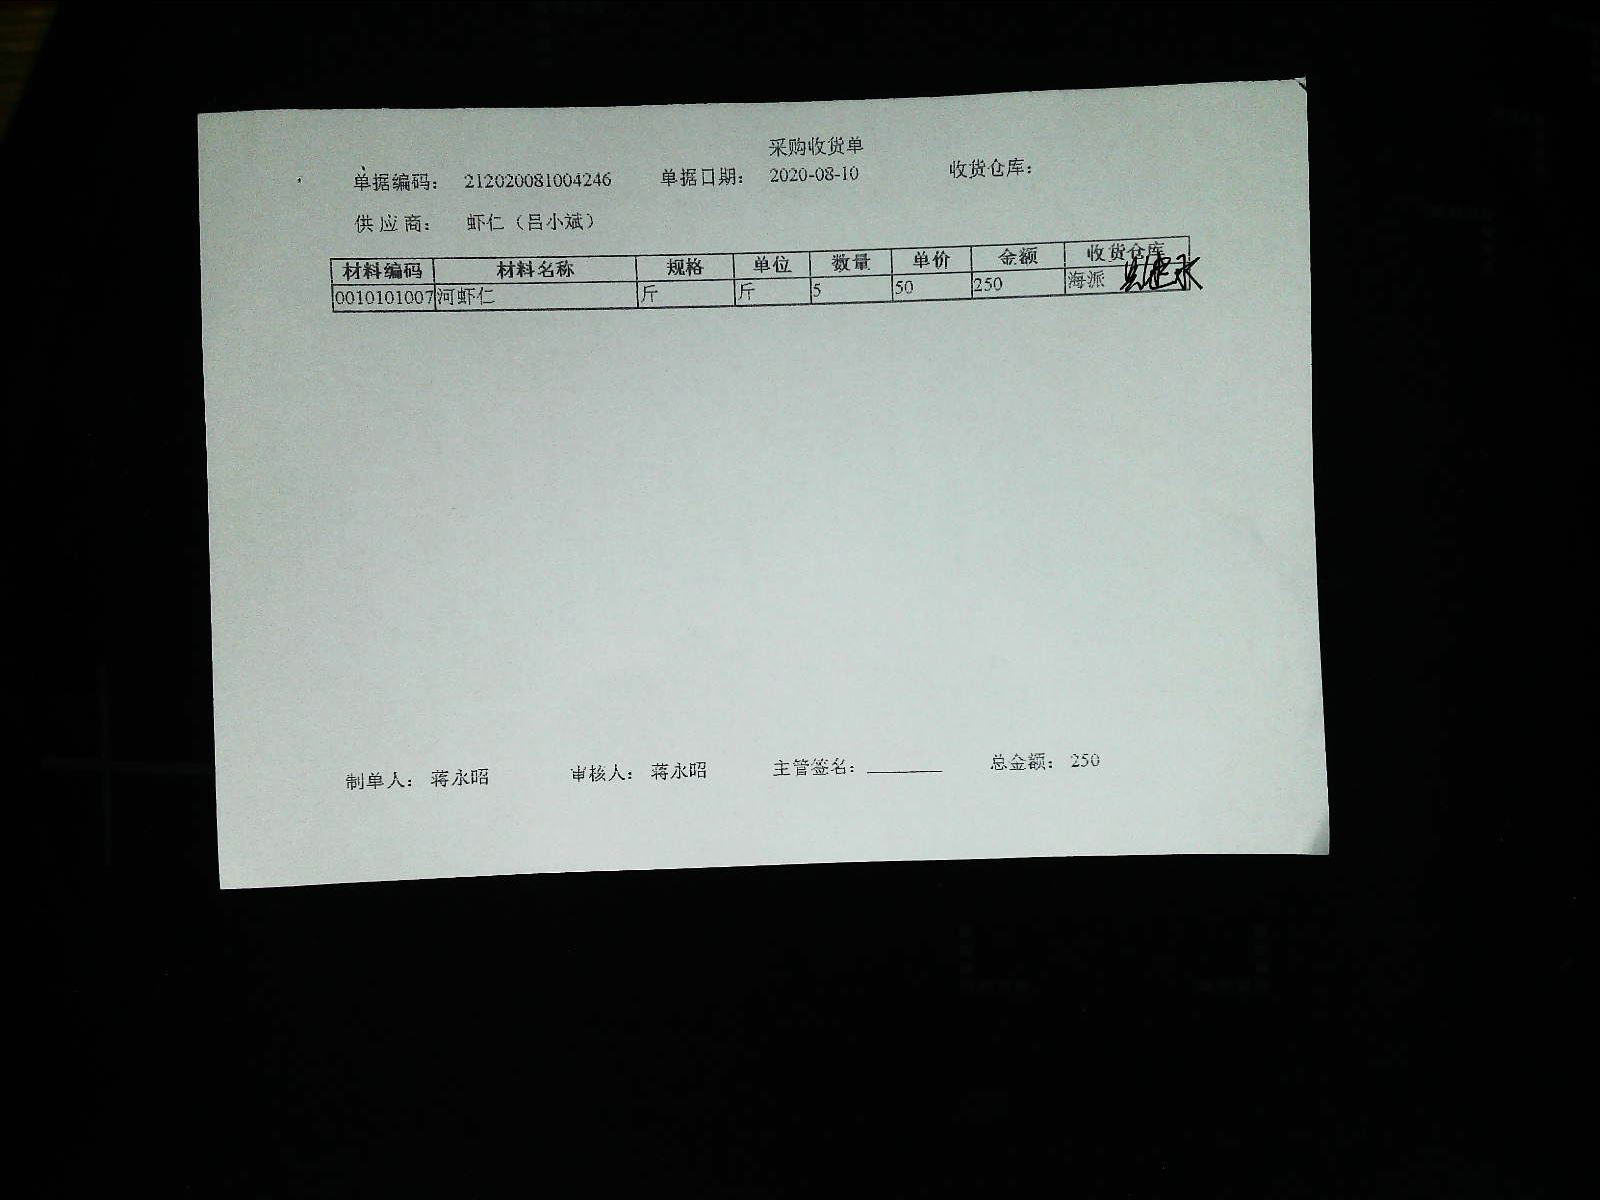 采购收货单
单据编码： 212020081004246 单据日期： 2020-08-10 收货仓库：
供应商： 虾仁（吕小斌）
材料编码 材料名称 规格 单位 数量 单价 金额 收货仓库
0010101007 河虾仁 斤 斤 5 50 250 海派
制单人： 蒋永昭 审核人： 蒋永昭 主管签名： 总金额： 250